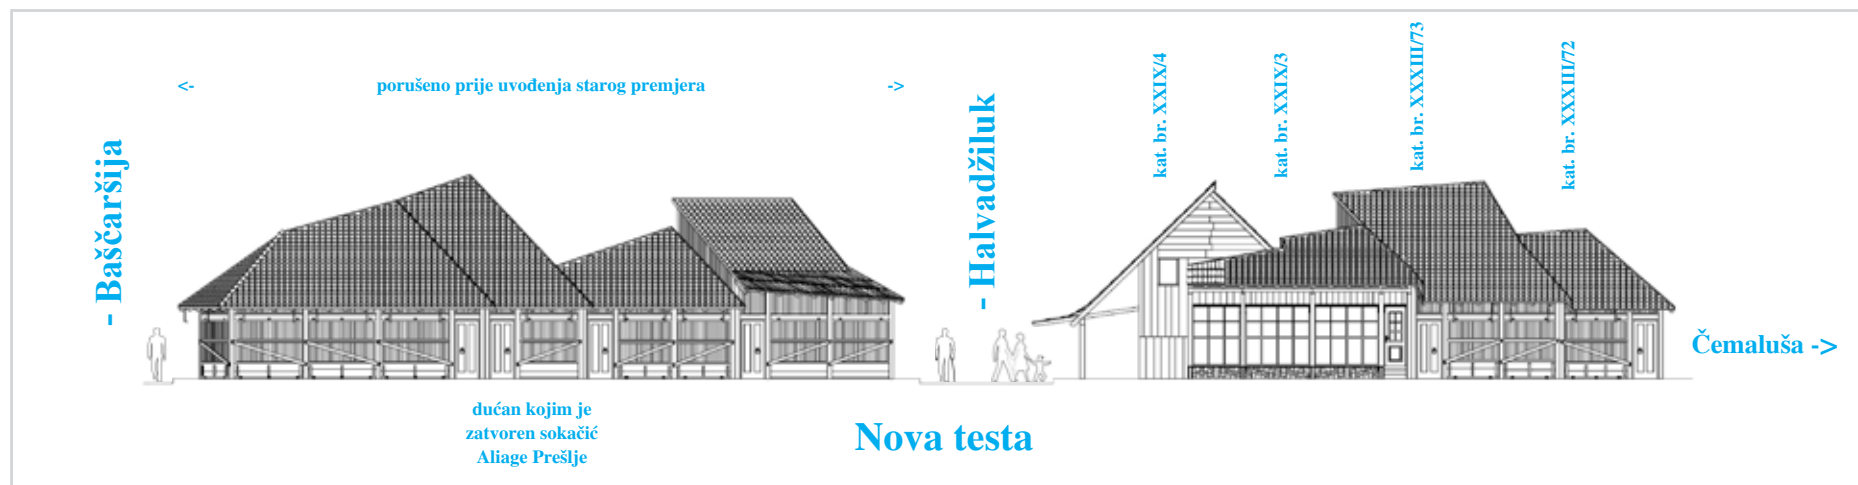 <- porušeno prije uvođenja starog premjera ->
- Baščaršija
- Halvadžiluk
kat. br. XXIX/4
kat. br. XXIX/3
kat. br. XXXIII/73
kat. br. XXXIII/72
Čemaluša ->
dućan kojim je
zatvoren sokačić
Aliage Prešlje
Nova testa